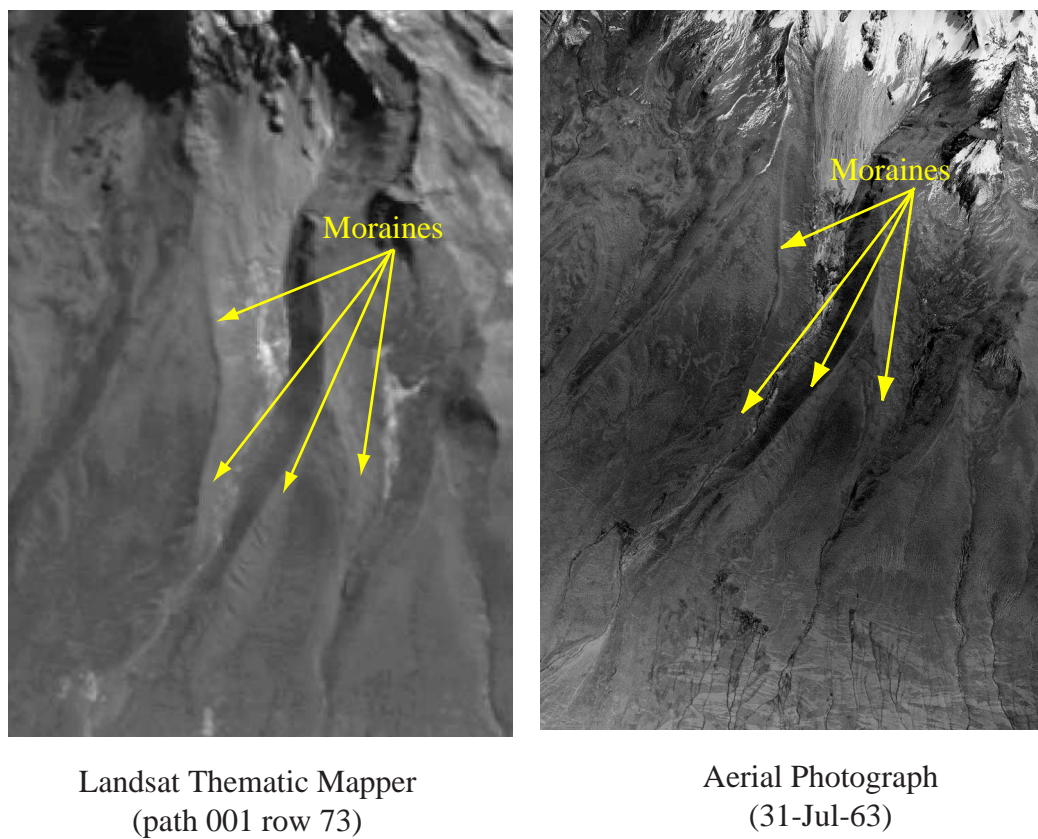 Moraines
Moraines
Landsat Thematic Mapper
(path 001 row 73)
Aerial Photograph
(31-Jul-63)